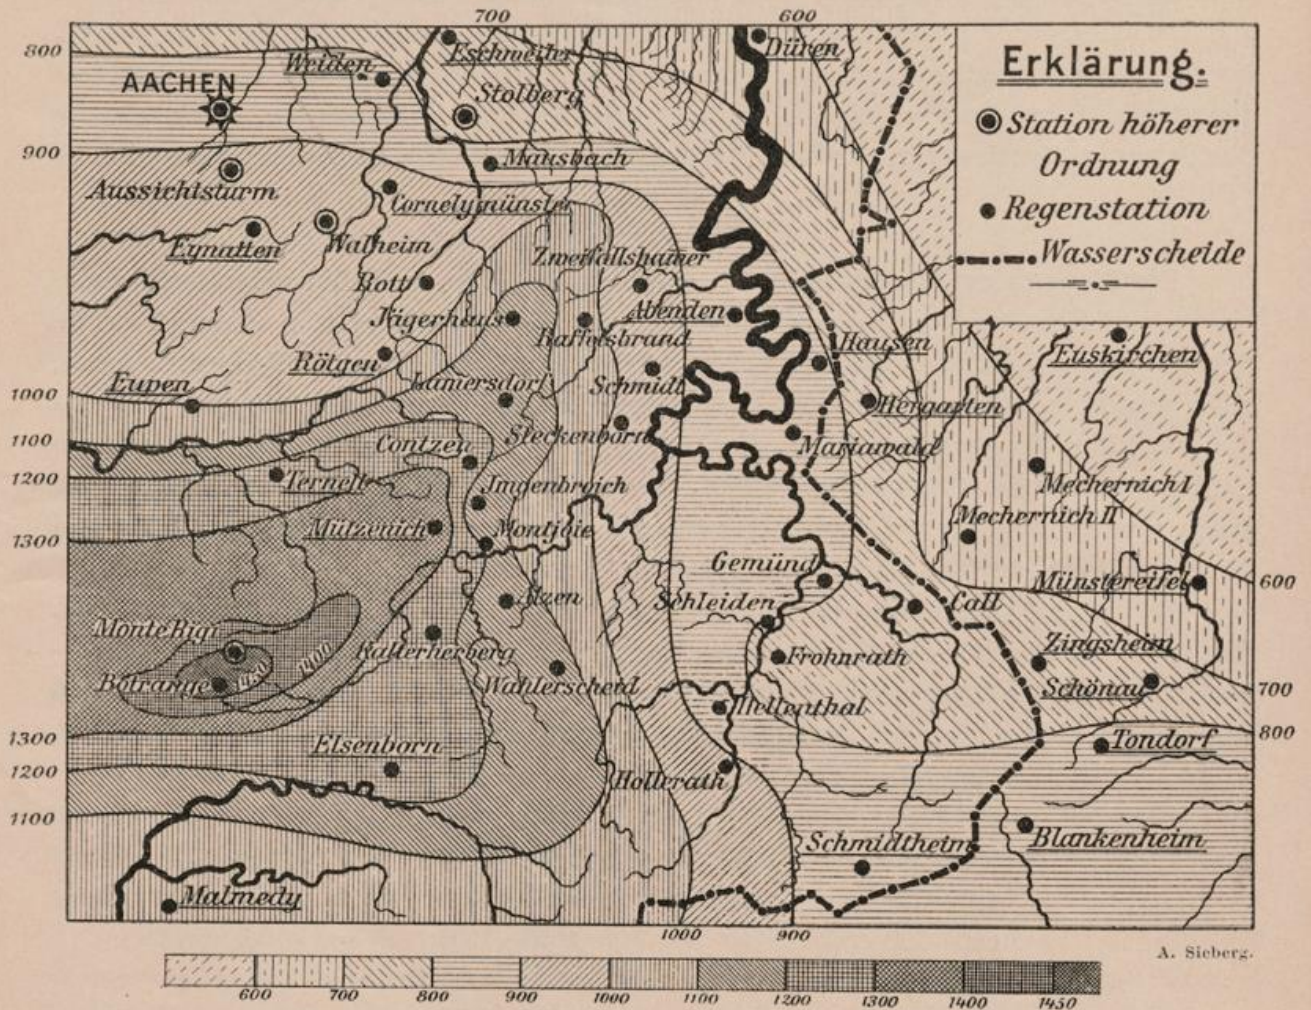 700 600
800
900
1000
1100
1200
1300
1300
1200
1100
Erklärung.
Station höherer
Ordnung
Regenstation
Wasserscheide
Weiden
Eschweiler
Düren
AACHEN
Stolberg
Mausbach
Aussichtsturm
Cornelymünster
Eynatten
Walheim
Zweifallshamer
Rott
Jägerhaus
Raffelsbrand
Abenden
Hausen
Euskirchen
Rötgen
Eupen
Lamersdorf
Schmidt
Hergarten
Steckenborn
Mariawald
Contzen
Ternell
Imgenbroich
Mechernich I
Mützenich
Montjoie
Mechernich II
Gemünd
Münstereifel
600
Alzen
Schleiden
Call
Monte Rigi
1400
Kalterherberg
Frohnrath
Zingsheim
Botrange
1450
Wahlerscheid
Schönau
700
Hellenthal
800
Elsenborn
Tondorf
Hollerath
Schmidtheim
Blankenheim
Malmedy
1000 900
A. Sieberg.
600 700 800 900 1000 1100 1200 1300 1400 1450